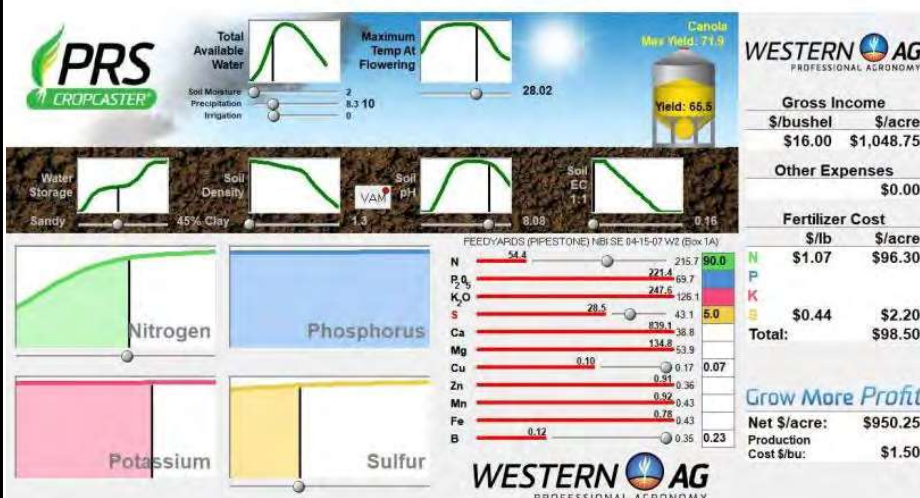 PRS
CROPCASTER
Total
Available
Water
Soil Moisture 2
Precipitation 8.3 10
Irrigation 0
Maximum
Temp At
Flowering
28.02
Canola
Max Yield: 71.9
Yield: 65.5
WESTERN AG
PROFESSIONAL AGRONOMY
Gross Income
$/bushel $/acre
$16.00 $1,048.75
Other Expenses
$0.00
Fertilizer Cost
$/lb $/acre
N $1.07 $96.30
P
K
S $0.44 $2.20
Total: $98.50
Grow More Profit
Net $/acre: $950.25
Production
Cost $/bu: $1.50
Water
Storage
Sandy 45% Clay
Soil
Density
1.3
VAM
Soil
pH
8.08
Soil
EC
1:1
0.16
Nitrogen
Phosphorus
Potassium
Sulfur
FEEDYARDS (PIPESTONE) NBI SE 04-15-07 W2 (Box 1A)
N 54.4 215.7 90.0
P2O5 221.4 69.7
K2O 247.6 126.1
S 28.5 43.1 5.0
Ca 839.1 38.8
Mg 134.8 53.9
Cu 0.10 0.17 0.07
Zn 0.91 0.36
Mn 0.92 0.43
Fe 0.78 0.43
B 0.12 0.35 0.23
WESTERN AG
PROFESSIONAL AGRONOMY